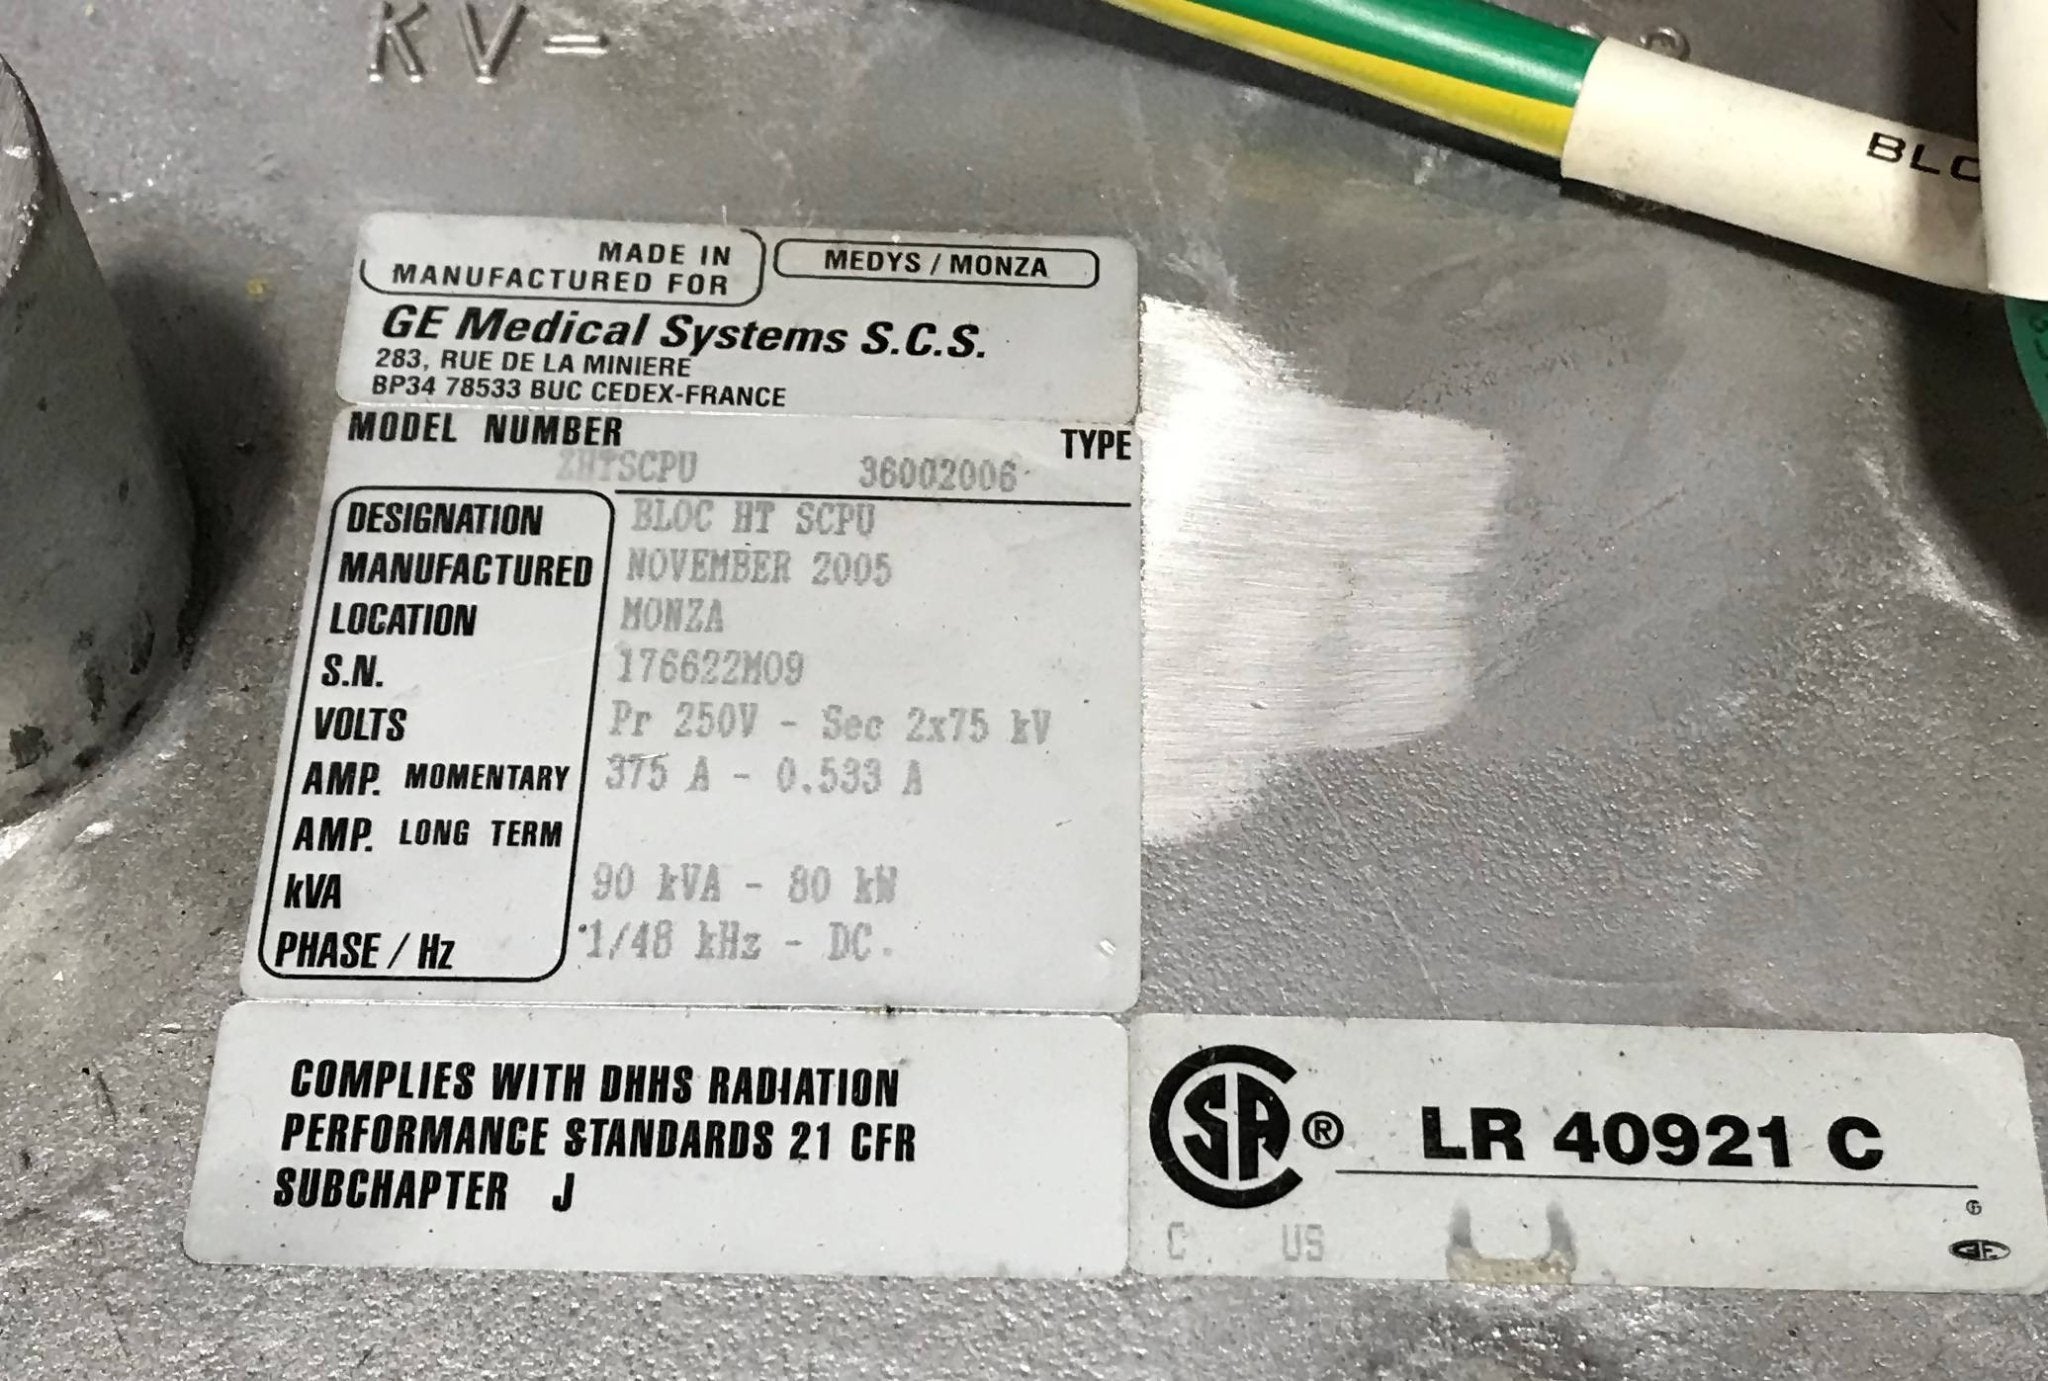 KV-
BLO
MADE IN
MANUFACTURED FOR
MEDYS / MONZA
GE Medical Systems S.C.S.
283, RUE DE LA MINIERE
BP34 78533 BUC CEDEX-FRANCE
MODEL NUMBER TYPE
ZHTSCPU 36002006
DESIGNATION BLOC HT SCPU
MANUFACTURED NOVEMBER 2005
LOCATION MONZA
S.N. 176622M09
VOLTS Pr 250V - Sec 2x75 kV
AMP. MOMENTARY 375 A - 0.533 A
AMP. LONG TERM
kVA 90 kVA - 80 kW
PHASE / Hz 1/48 kHz - DC.
COMPLIES WITH DHHS RADIATION
PERFORMANCE STANDARDS 21 CFR
SUBCHAPTER J
CSA ® LR 40921 C
C US
GE